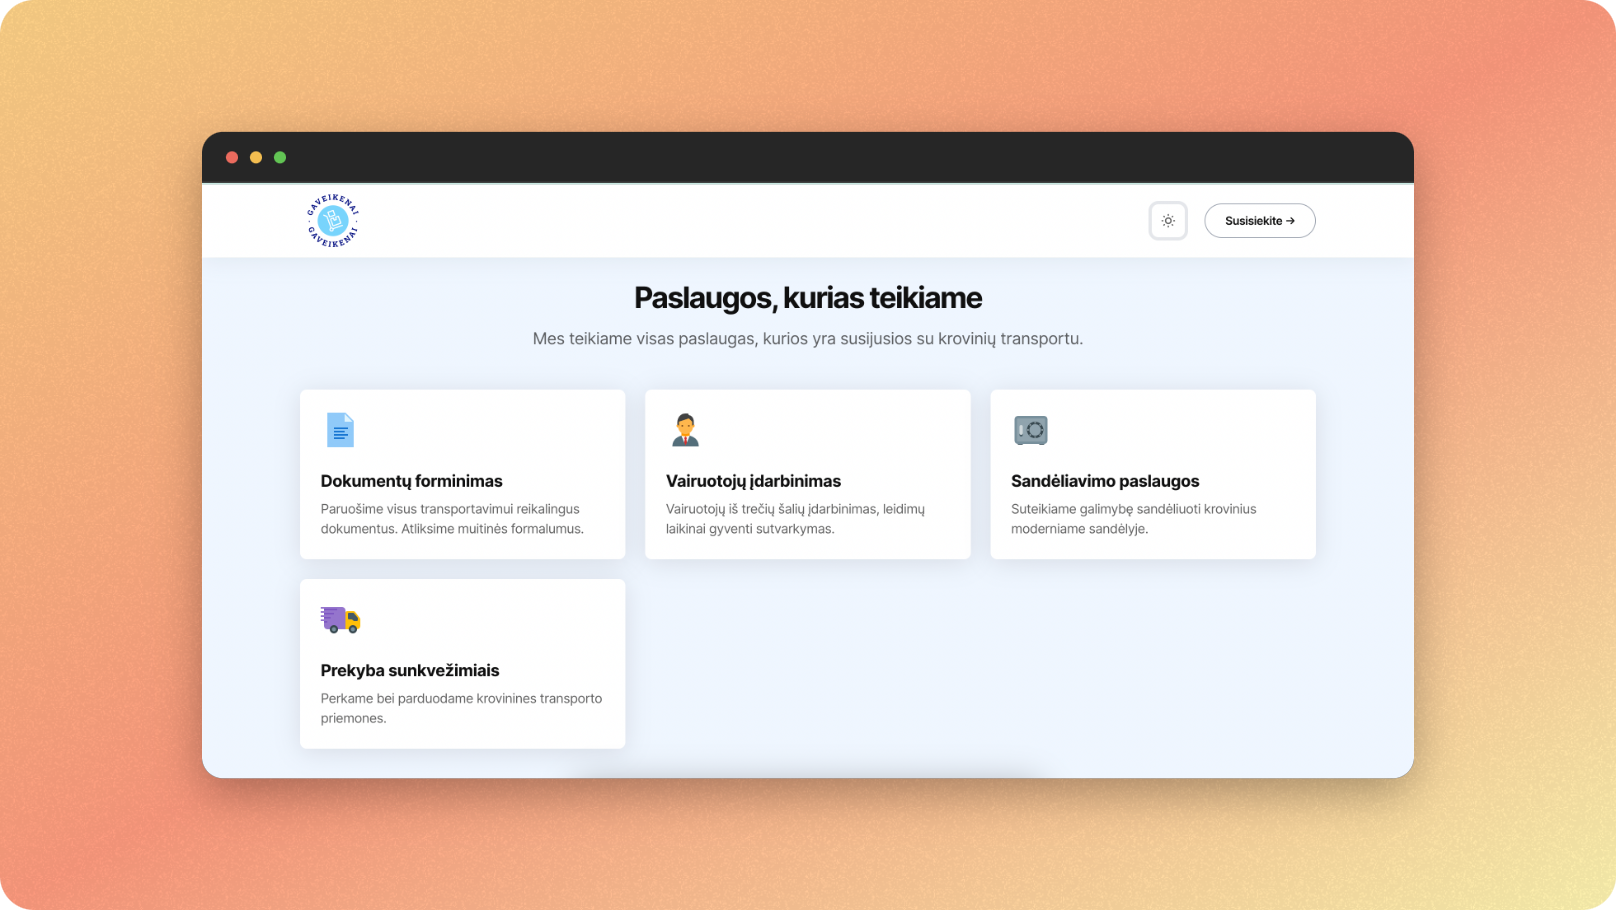 GAVEIKENAI
GAVEIKENAI
Susisiekite →
Paslaugos, kurias teikiame
Mes teikiame visas paslaugas, kurios yra susijusios su krovinių transportu.
Dokumentų forminimas
Paruošime visus transportavimui reikalingus
dokumentus. Atliksime muitinės formalumus.
Vairuotojų įdarbinimas
Vairuotojų iš trečių šalių įdarbinimas, leidimų
laikinai gyventi sutvarkymas.
Sandėliavimo paslaugos
Suteikiame galimybę sandėliuoti krovinius
moderniame sandėlyje.
Prekyba sunkvežimiais
Perkame bei parduodame krovinines transporto
priemones.